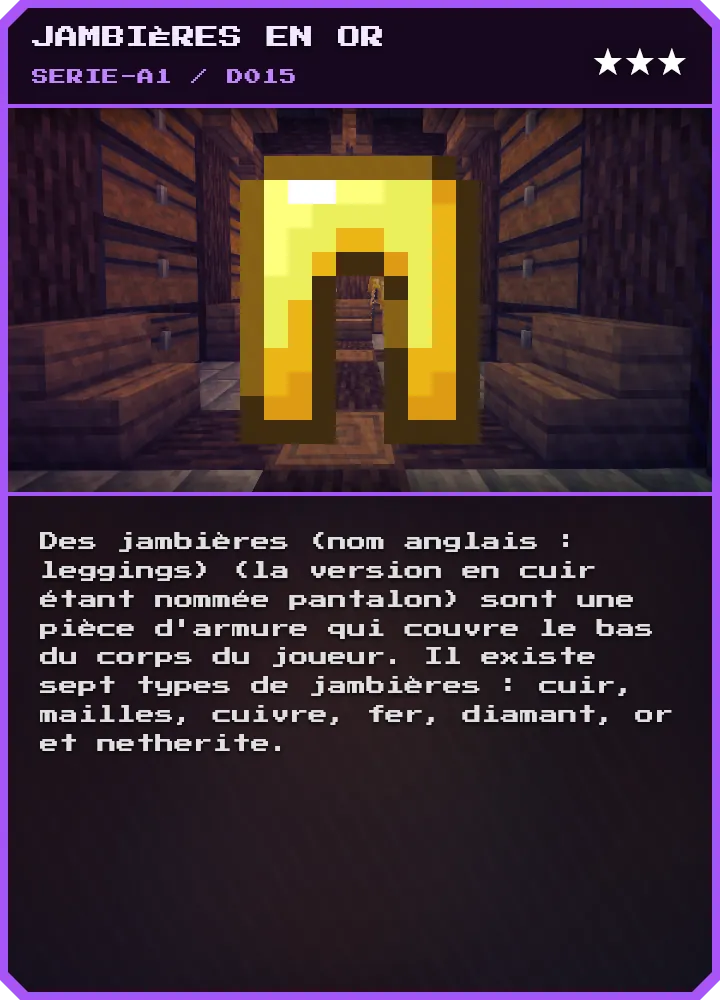 JAMBIèRES EN OR
SERIE-A1 / D015
★★★
Des jambières (nom anglais :
leggings) (la version en cuir
étant nommée pantalon) sont une
pièce d'armure qui couvre le bas
du corps du joueur. Il existe
sept types de jambières : cuir,
mailles, cuivre, fer, diamant, or
et netherite.